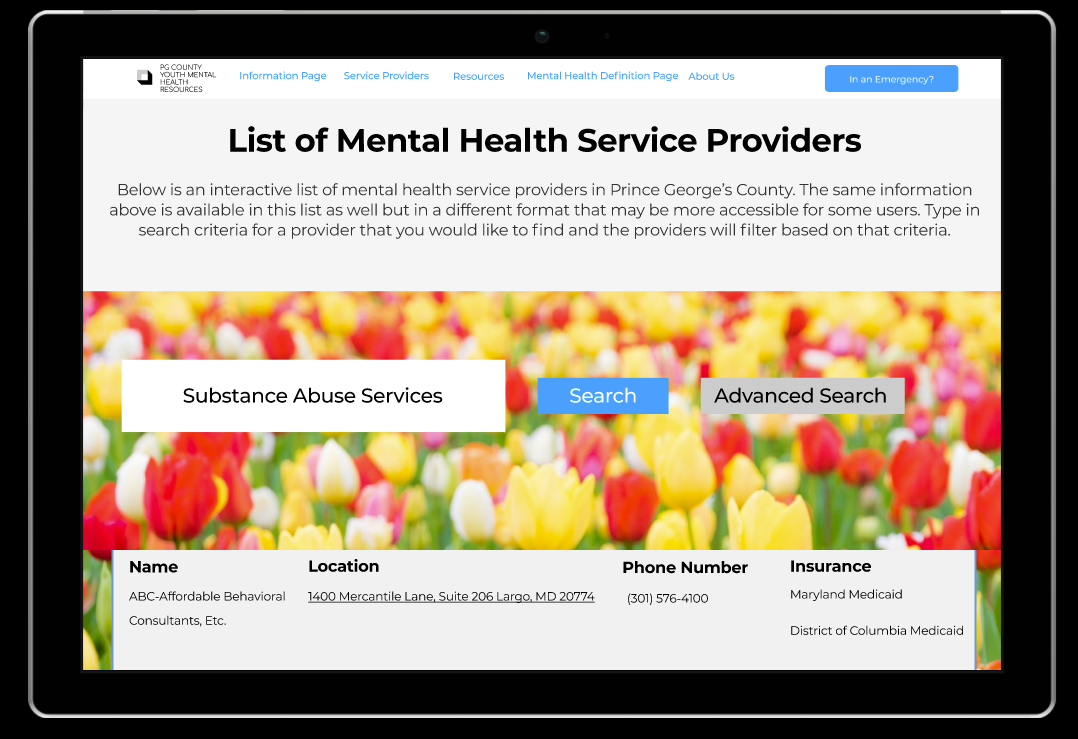 PG COUNTY
YOUTH MENTAL
HEALTH
RESOURCES
Information Page
Service Providers
Resources
Mental Health Definition Page
About Us
In an Emergency?
List of Mental Health Service Providers
Below is an interactive list of mental health service providers in Prince George's County. The same information
above is available in this list as well but in a different format that may be more accessible for some users. Type in
search criteria for a provider that you would like to find and the providers will filter based on that criteria.
Substance Abuse Services
Search
Advanced Search
Name
Location
Phone Number
Insurance
ABC-Affordable Behavioral
Consultants, Etc.
1400 Mercantile Lane, Suite 206 Largo, MD 20774
(301) 576-4100
Maryland Medicaid
District of Columbia Medicaid